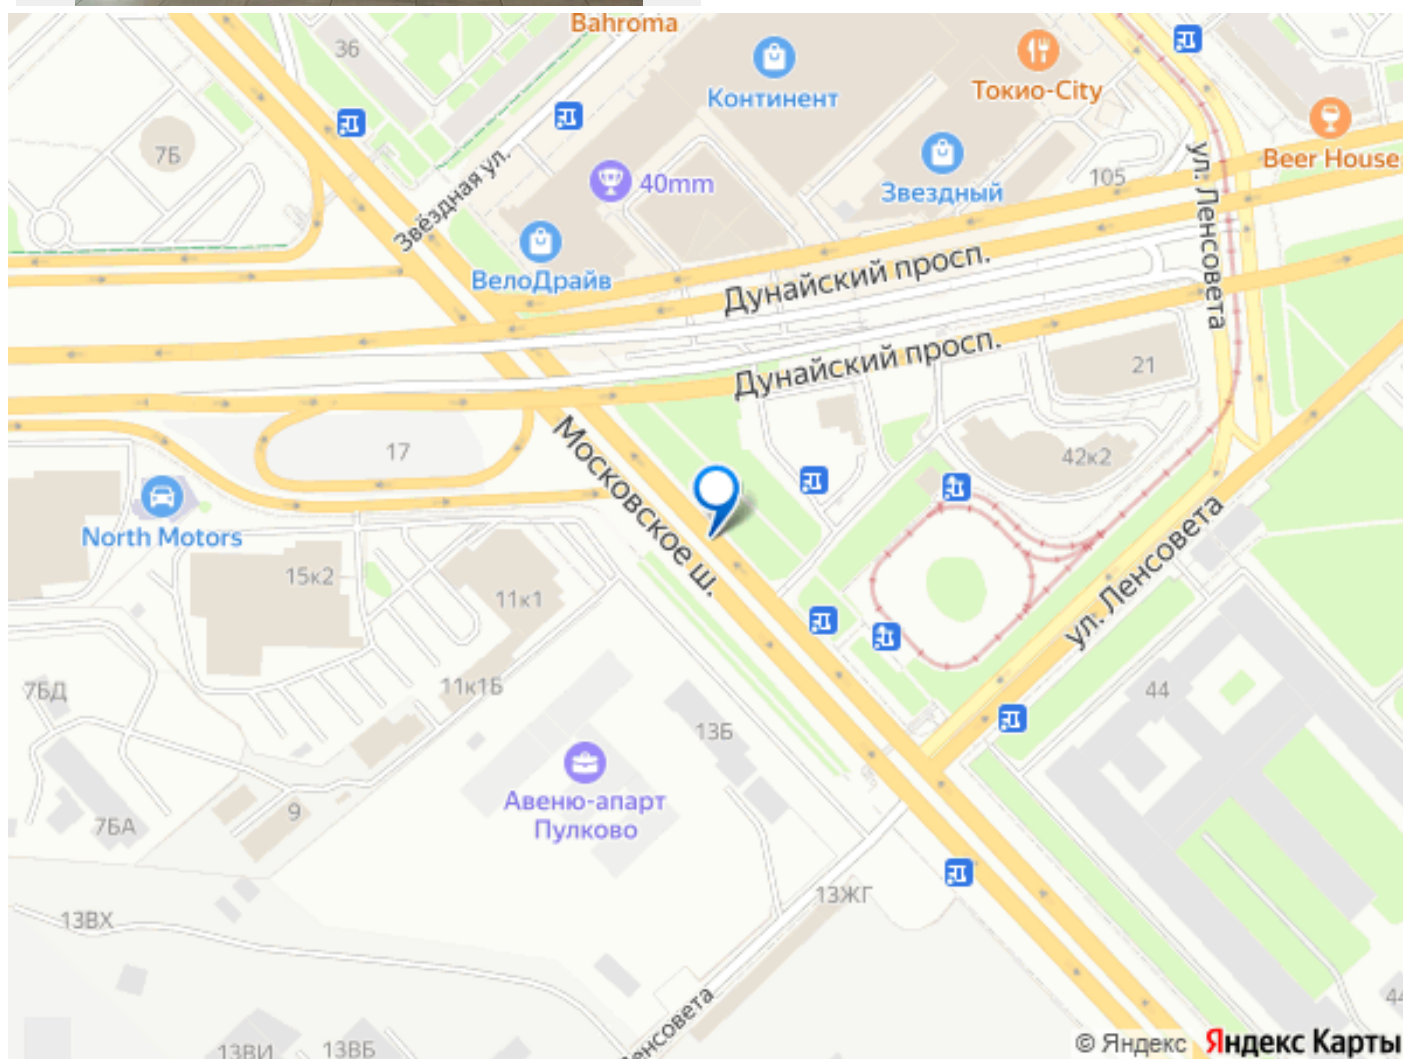 Bahroma
36
Континент
Токио-City
Beer House
7Б
Звёздная ул.
40mm
Звездный
105
ул. Ленсовета
ВелоДрайв
Дунайский просп.
Дунайский просп.
21
Московское ш.
17
42к2
North Motors
ул. Ленсовета
15к2
11к1
11к1Б
7БД
13Б
44
Авеню-апарт
Пулково
9
7БА
13ЖГ
13ВХ
44
енсовета
13ВИ
13ВБ
© Яндекс Яндекс Карты